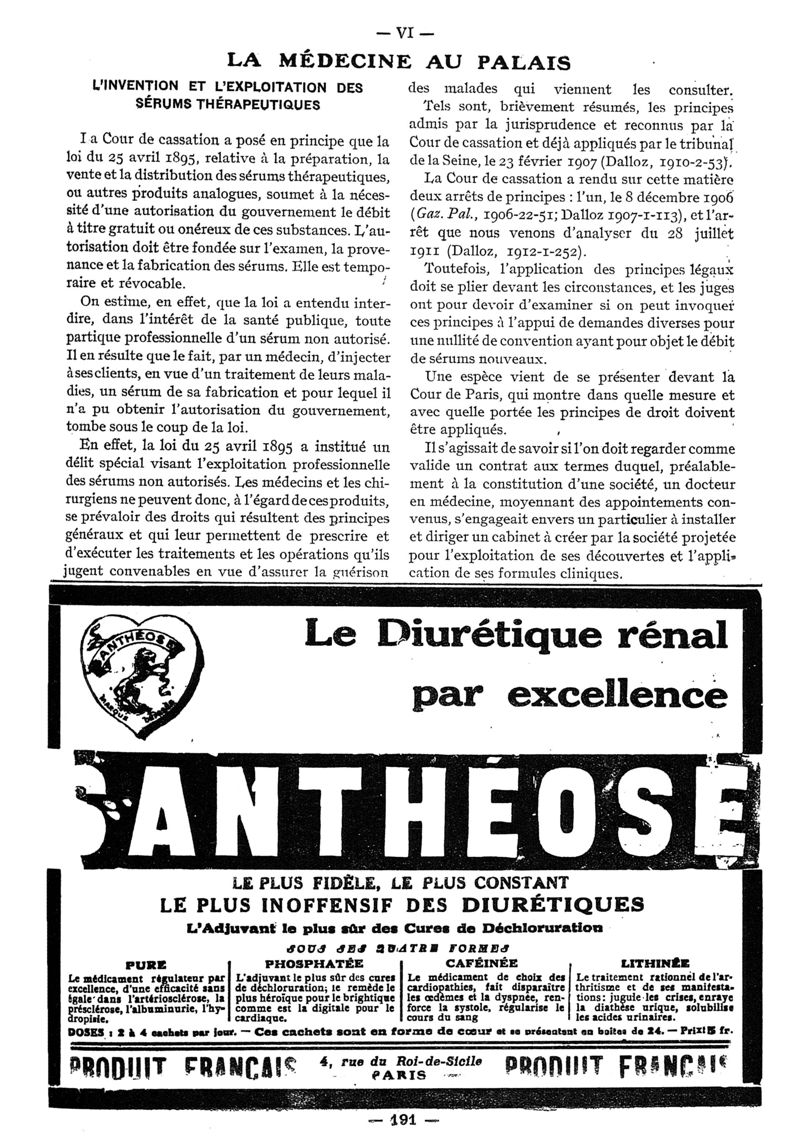 — VI —
LA MÉDECINE AU PALAIS
L'INVENTION ET L'EXPLOITATION DES
SÉRUMS THÉRAPEUTIQUES
I a Cour de cassation a posé en principe que la
loi du 25 avril 1895, relative à la préparation, la
vente et la distribution des sérums thérapeutiques,
ou autres produits analogues, soumet à la néces-
sité d'une autorisation du gouvernement le débit
à titre gratuit ou onéreux de ces substances. L'au-
torisation doit être fondée sur l'examen, la prove-
nance et la fabrication des sérums. Elle est tempo-
raire et révocable.
On estime, en effet, que la loi a entendu inter-
dire, dans l'intérêt de la santé publique, toute
partique professionnelle d'un sérum non autorisé.
Il en résulte que le fait, par un médecin, d'injecter
à ses clients, en vue d'un traitement de leurs mala-
dies, un sérum de sa fabrication et pour lequel il
n'a pu obtenir l'autorisation du gouvernement,
tombe sous le coup de la loi.
En effet, la loi du 25 avril 1895 a institué un
délit spécial visant l'exploitation professionnelle
des sérums non autorisés. Les médecins et les chi-
rurgiens ne peuvent donc, à l'égard de ces produits,
se prévaloir des droits qui résultent des principes
généraux et qui leur permettent de prescrire et
d'exécuter les traitements et les opérations qu'ils
jugent convenables en vue d'assurer la guérison
des malades qui viennent les consulter.
Tels sont, brièvement résumés, les principes
admis par la jurisprudence et reconnus par la
Cour de cassation et déjà appliqués par le tribunal
de la Seine, le 23 février 1907 (Dalloz, 1910-2-53).
La Cour de cassation a rendu sur cette matière
deux arrêts de principes : l'un, le 8 décembre 1906
(Gaz. Pal., 1906-22-51; Dalloz 1907-1-113), et l'ar-
rêt que nous venons d'analyser du 28 juillet
1911 (Dalloz, 1912-1-252).
Toutefois, l'application des principes légaux
doit se plier devant les circonstances, et les juges
ont pour devoir d'examiner si on peut invoquer
ces principes à l'appui de demandes diverses pour
une nullité de convention ayant pour objet le débit
de sérums nouveaux.
Une espèce vient de se présenter devant la
Cour de Paris, qui montre dans quelle mesure et
avec quelle portée les principes de droit doivent
être appliqués.
Il s'agissait de savoir si l'on doit regarder comme
valide un contrat aux termes duquel, préalable-
ment à la constitution d'une société, un docteur
en médecine, moyennant des appointements con-
venus, s'engageait envers un particulier à installer
et diriger un cabinet à créer par la société projetée
pour l'exploitation de ses découvertes et l'appli-
cation de ses formules cliniques.
SANTHÉOSE
MARQUE DÉPOSÉE
Le Diurétique rénal
par excellence
SANTHÉOSE
LE PLUS FIDÈLE, LE PLUS CONSTANT
LE PLUS INOFFENSIF DES DIURÉTIQUES
L'Adjuvant le plus sûr des Cures de Déchloruration
SOUS SES QUATRE FORMES
PURE
Le médicament régulateur par
excellence, d'une efficacité sans
égale dans l'artériosclérose, la
présclérose, l'albuminurie, l'hy-
dropisie.
PHOSPHATÉE
L'adjuvant le plus sûr des cures
de déchloruration; le remède le
plus héroïque pour le brightique
comme est la digitale pour le
cardiaque.
CAFÉINÉE
Le médicament de choix des
cardiopathies, fait disparaître
les œdèmes et la dyspnée, ren-
force la systole, régularise le
cours du sang
LITHINÉE
Le traitement rationnel de l'ar-
thritisme et de ses manifesta-
tions: jugule les crises, enraye
la diathèse urique, solubilise
les acides urinaires.
DOSES : 2 à 4 cachets par jour. — Ces cachets sont en forme de cœur et se présentent en boîtes de 24. — Prix: 5 fr.
PRODUIT FRANÇAIS
4, rue du Roi-de-Sicile
PARIS
PRODUIT FRANÇAIS
— 191 —